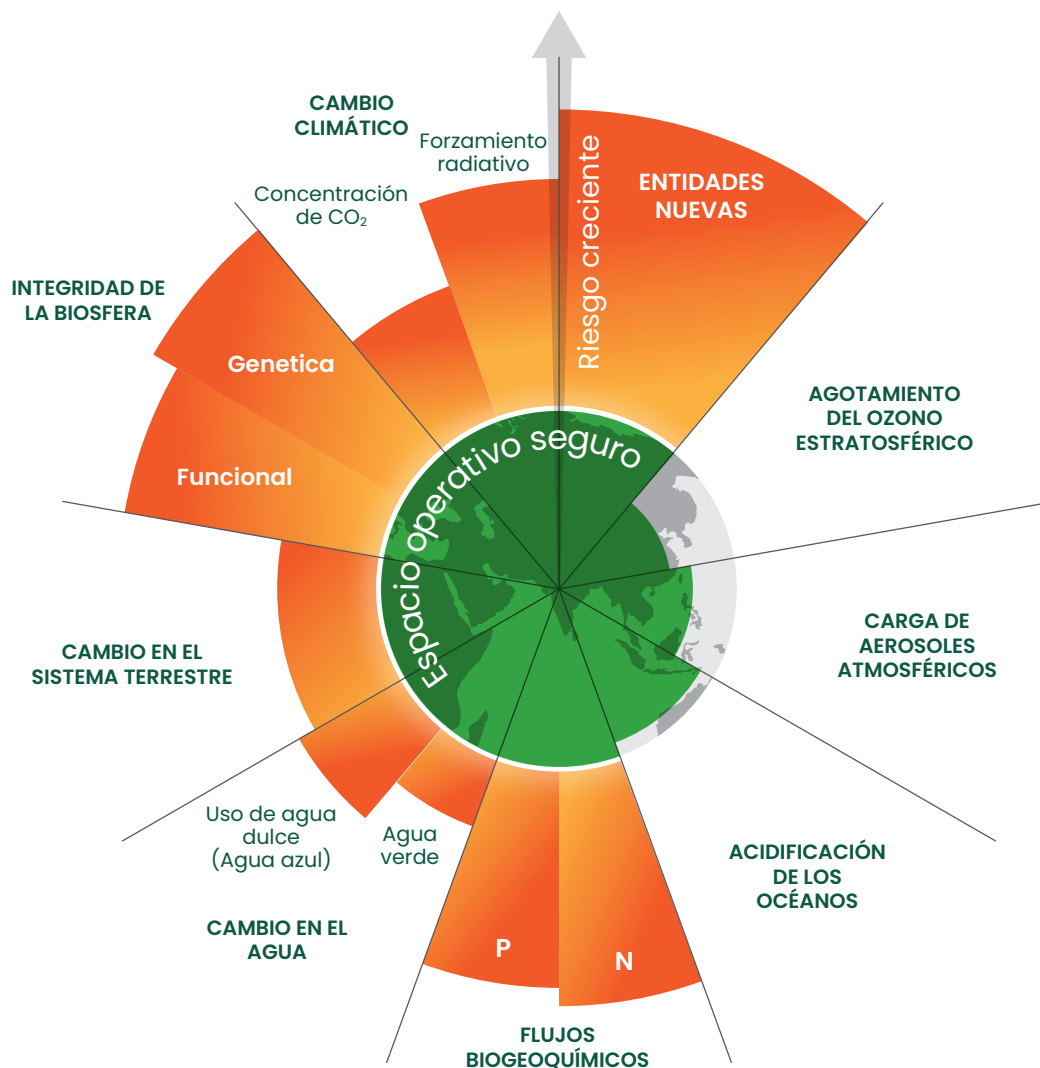 CAMBIO
CLIMÁTICO
Forzamiento
radiativo
Concentración
de CO₂
Riesgo creciente
ENTIDADES
NUEVAS
INTEGRIDAD DE
LA BIOSFERA
Genetica
Funcional
Espacio operativo seguro
AGOTAMIENTO
DEL OZONO
ESTRATOSFÉRICO
CARGA DE
AEROSOLES
ATMOSFÉRICOS
CAMBIO EN EL
SISTEMA TERRESTRE
Uso de agua
dulce
(Agua azul)
Agua
verde
CAMBIO EN EL
AGUA
P
N
ACIDIFICACIÓN
DE LOS
OCÉANOS
FLUJOS
BIOGEOQUÍMICOS